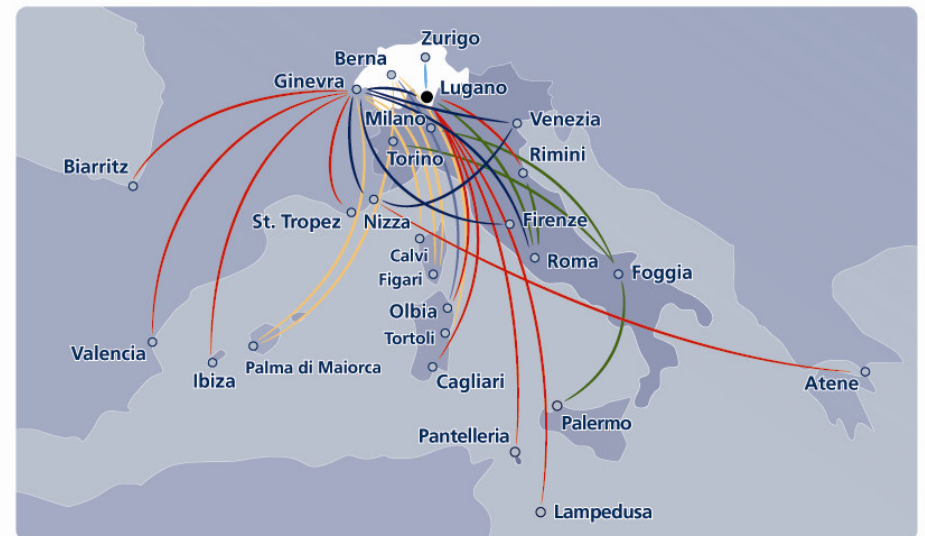 Zurigo
Berna
Ginevra
Lugano
Milano
Venezia
Torino
Rimini
Biarritz
St. Tropez
Nizza
Firenze
Calvi
Roma
Figari
Foggia
Olbia
Tortoli
Valencia
Ibiza
Palma di Maiorca
Cagliari
Atene
Palermo
Pantelleria
Lampedusa